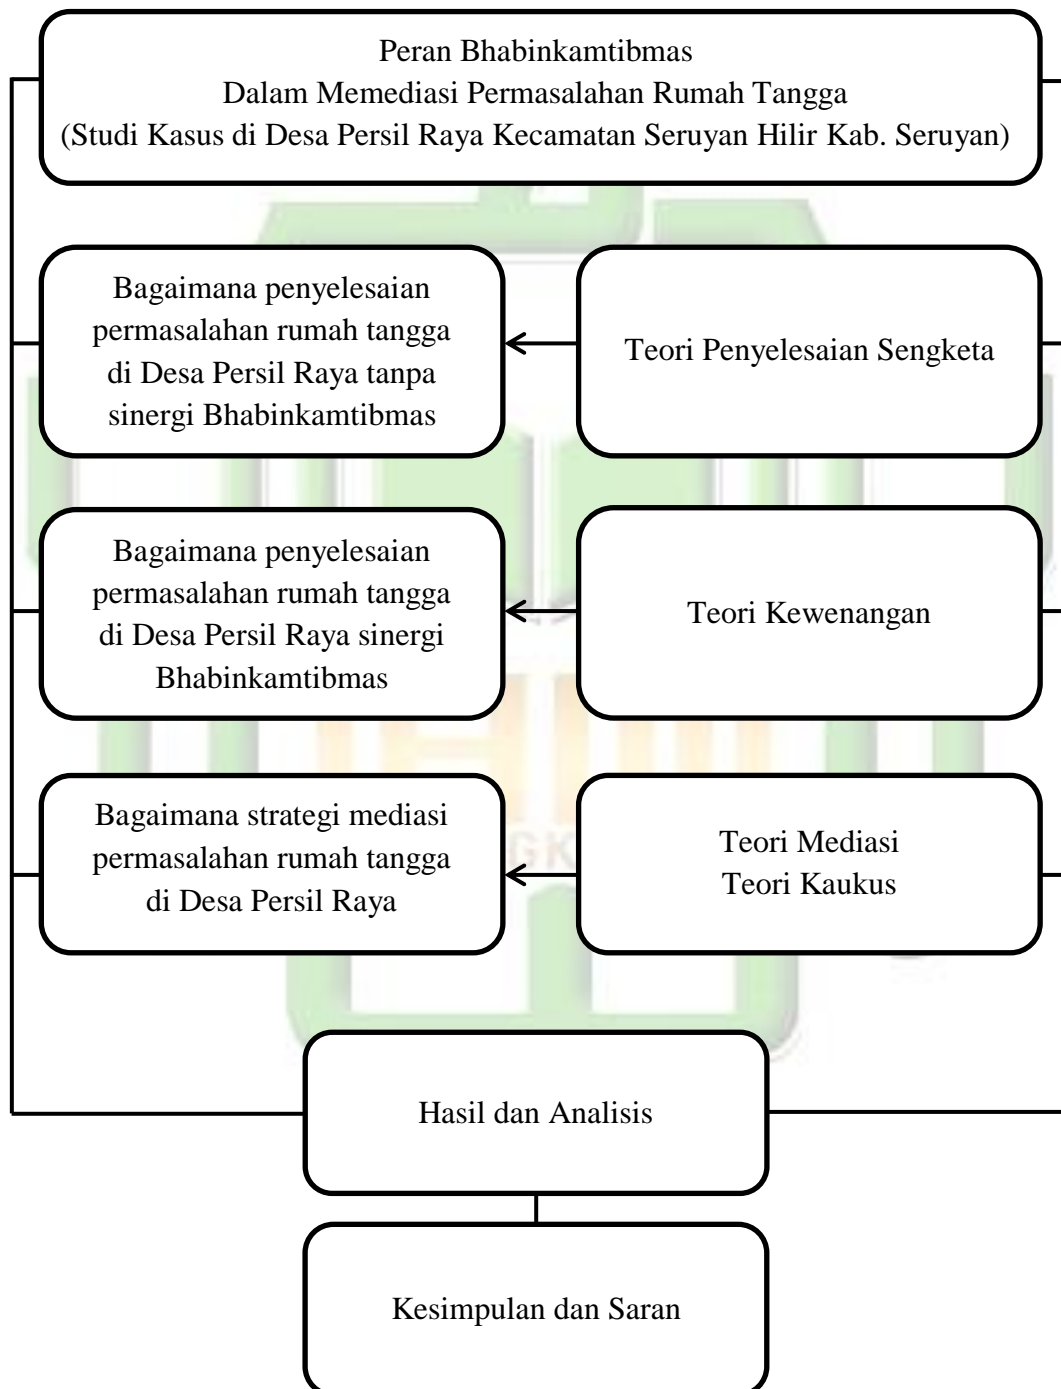 Peran Bhabinkamtibmas
Dalam Memediasi Permasalahan Rumah Tangga
(Studi Kasus di Desa Persil Raya Kecamatan Seruyan Hilir Kab. Seruyan)
Bagaimana penyelesaian
permasalahan rumah tangga
di Desa Persil Raya tanpa
sinergi Bhabinkamtibmas
Teori Penyelesaian Sengketa
Bagaimana penyelesaian
permasalahan rumah tangga
di Desa Persil Raya sinergi
Bhabinkamtibmas
Teori Kewenangan
Bagaimana strategi mediasi
permasalahan rumah tangga
di Desa Persil Raya
Teori Mediasi
Teori Kaukus
Hasil dan Analisis
Kesimpulan dan Saran